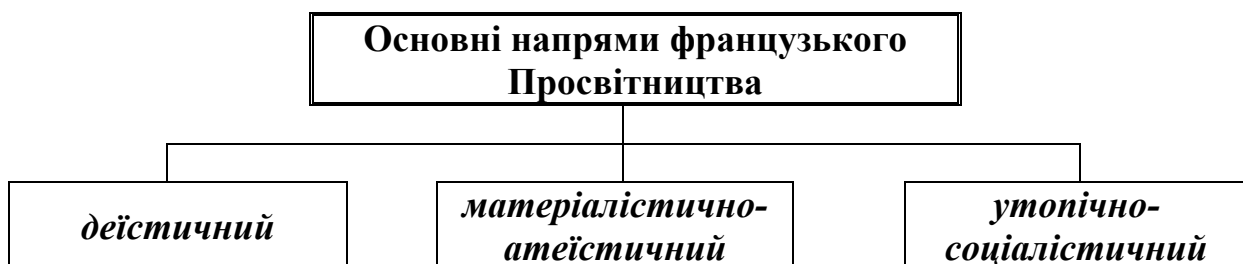 Основні напрями французького
Просвітництва
деїстичний
матеріалістично-
атеїстичний
утопічно-
соціалістичний